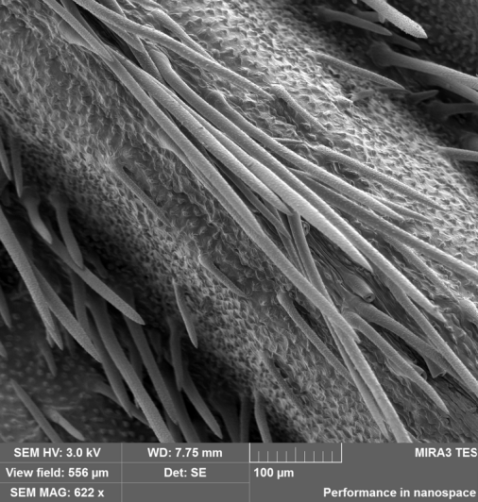 SEM HV: 3.0 kV
WD: 7.75 mm
MIRA3 TES
View field: 556 µm
Det: SE
100 µm
SEM MAG: 622 x
Performance in nanospace